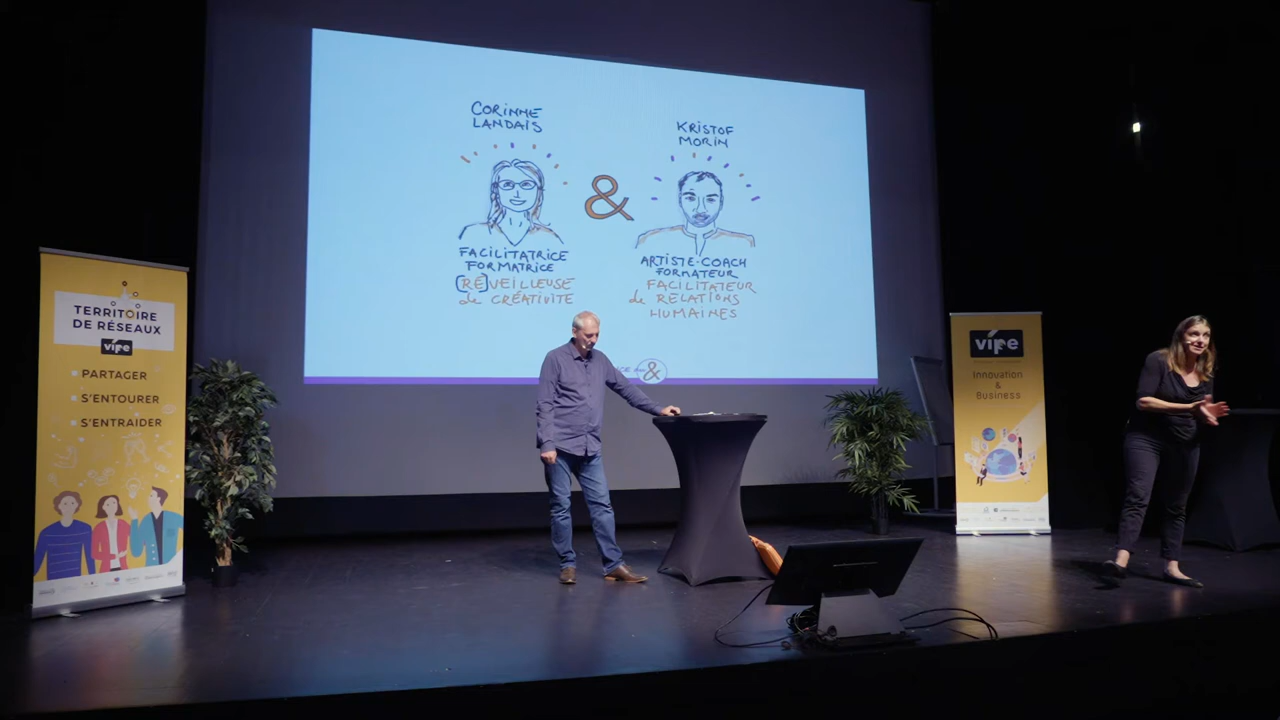 CORINNE
LANDAIS
KRISTOF
MORIN
&
FACILITATRICE
FORMATRICE
[RÉ]VEILLEUSE
de CRÉATIVITÉ
ARTISTE-COACH
FORMATEUR
FACILITATEUR
de RELATIONS
HUMAINES
&
TERRITOIRE
DE RÉSEAUX
vipe
PARTAGER
S'ENTOURER
S'ENTRAIDER
vipe
Innovation
&
Business